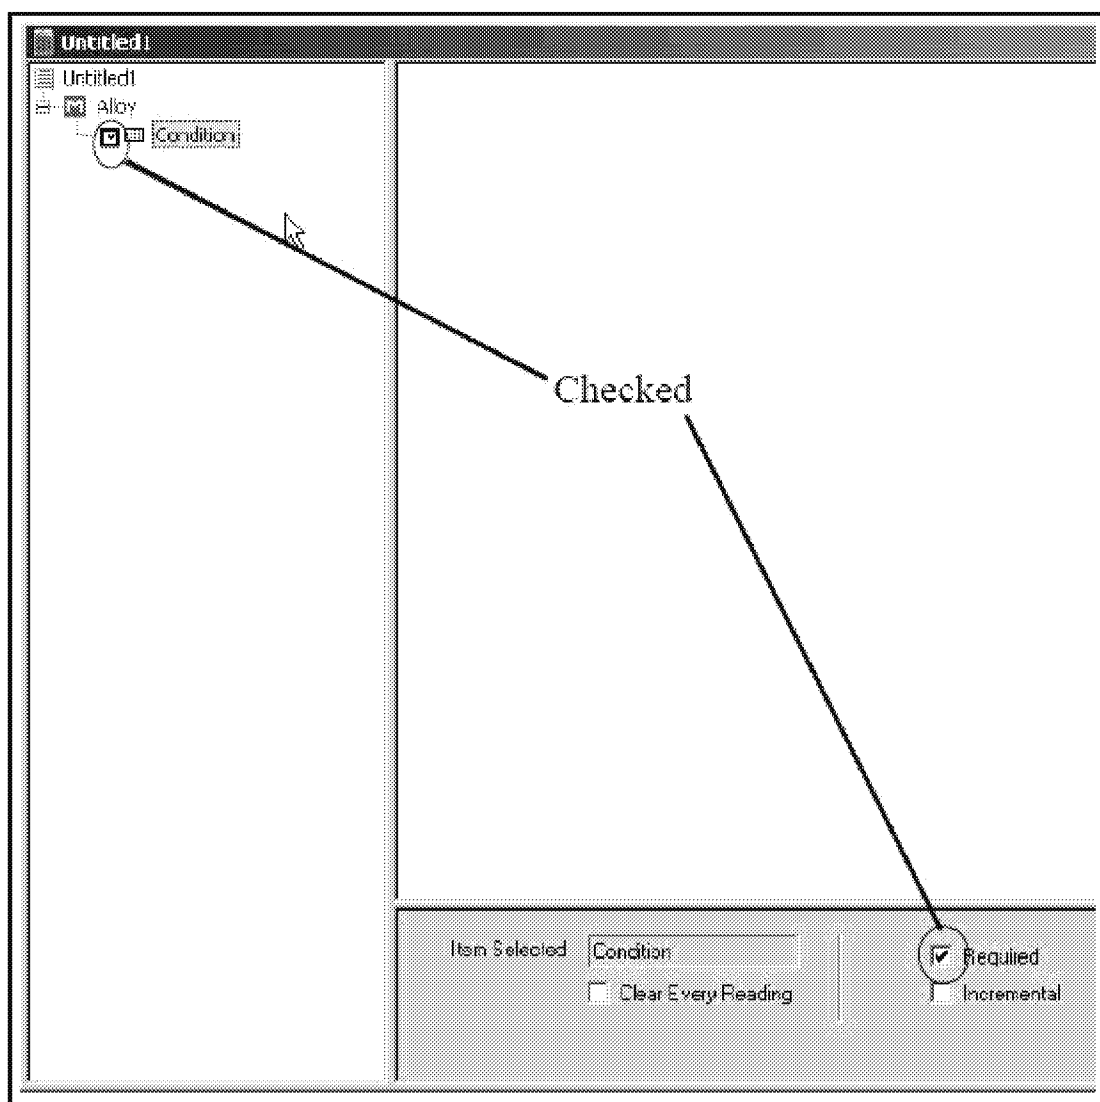 Untitled1
Untitled1
Alloy
Condition
Checked
Item Selected Condition Required
Clear Every Reading Incremental